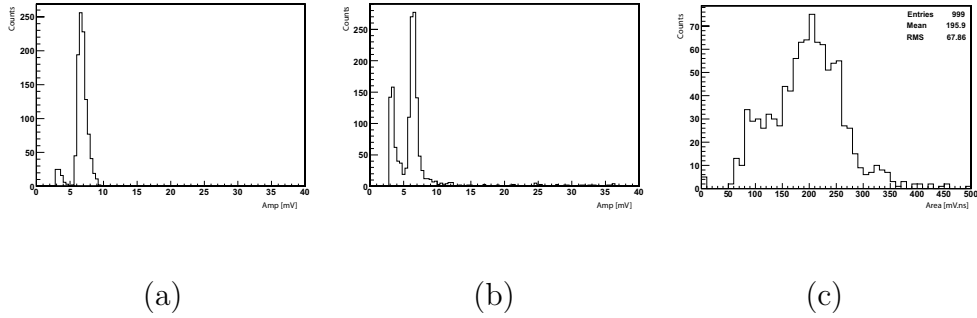 Counts
250
200
150
100
50
0
0 5 10 15 20 25 30 35 40
Amp [mV]
(a)
Counts
250
200
150
100
50
0
0 5 10 15 20 25 30 35 40
Amp [mV]
(b)
Counts
70
60
50
40
30
20
10
0
0 50 100 150 200 250 300 350 400 450 500
Area [mV.ns]
Entries 999
Mean 195.9
RMS 67.86
(c)